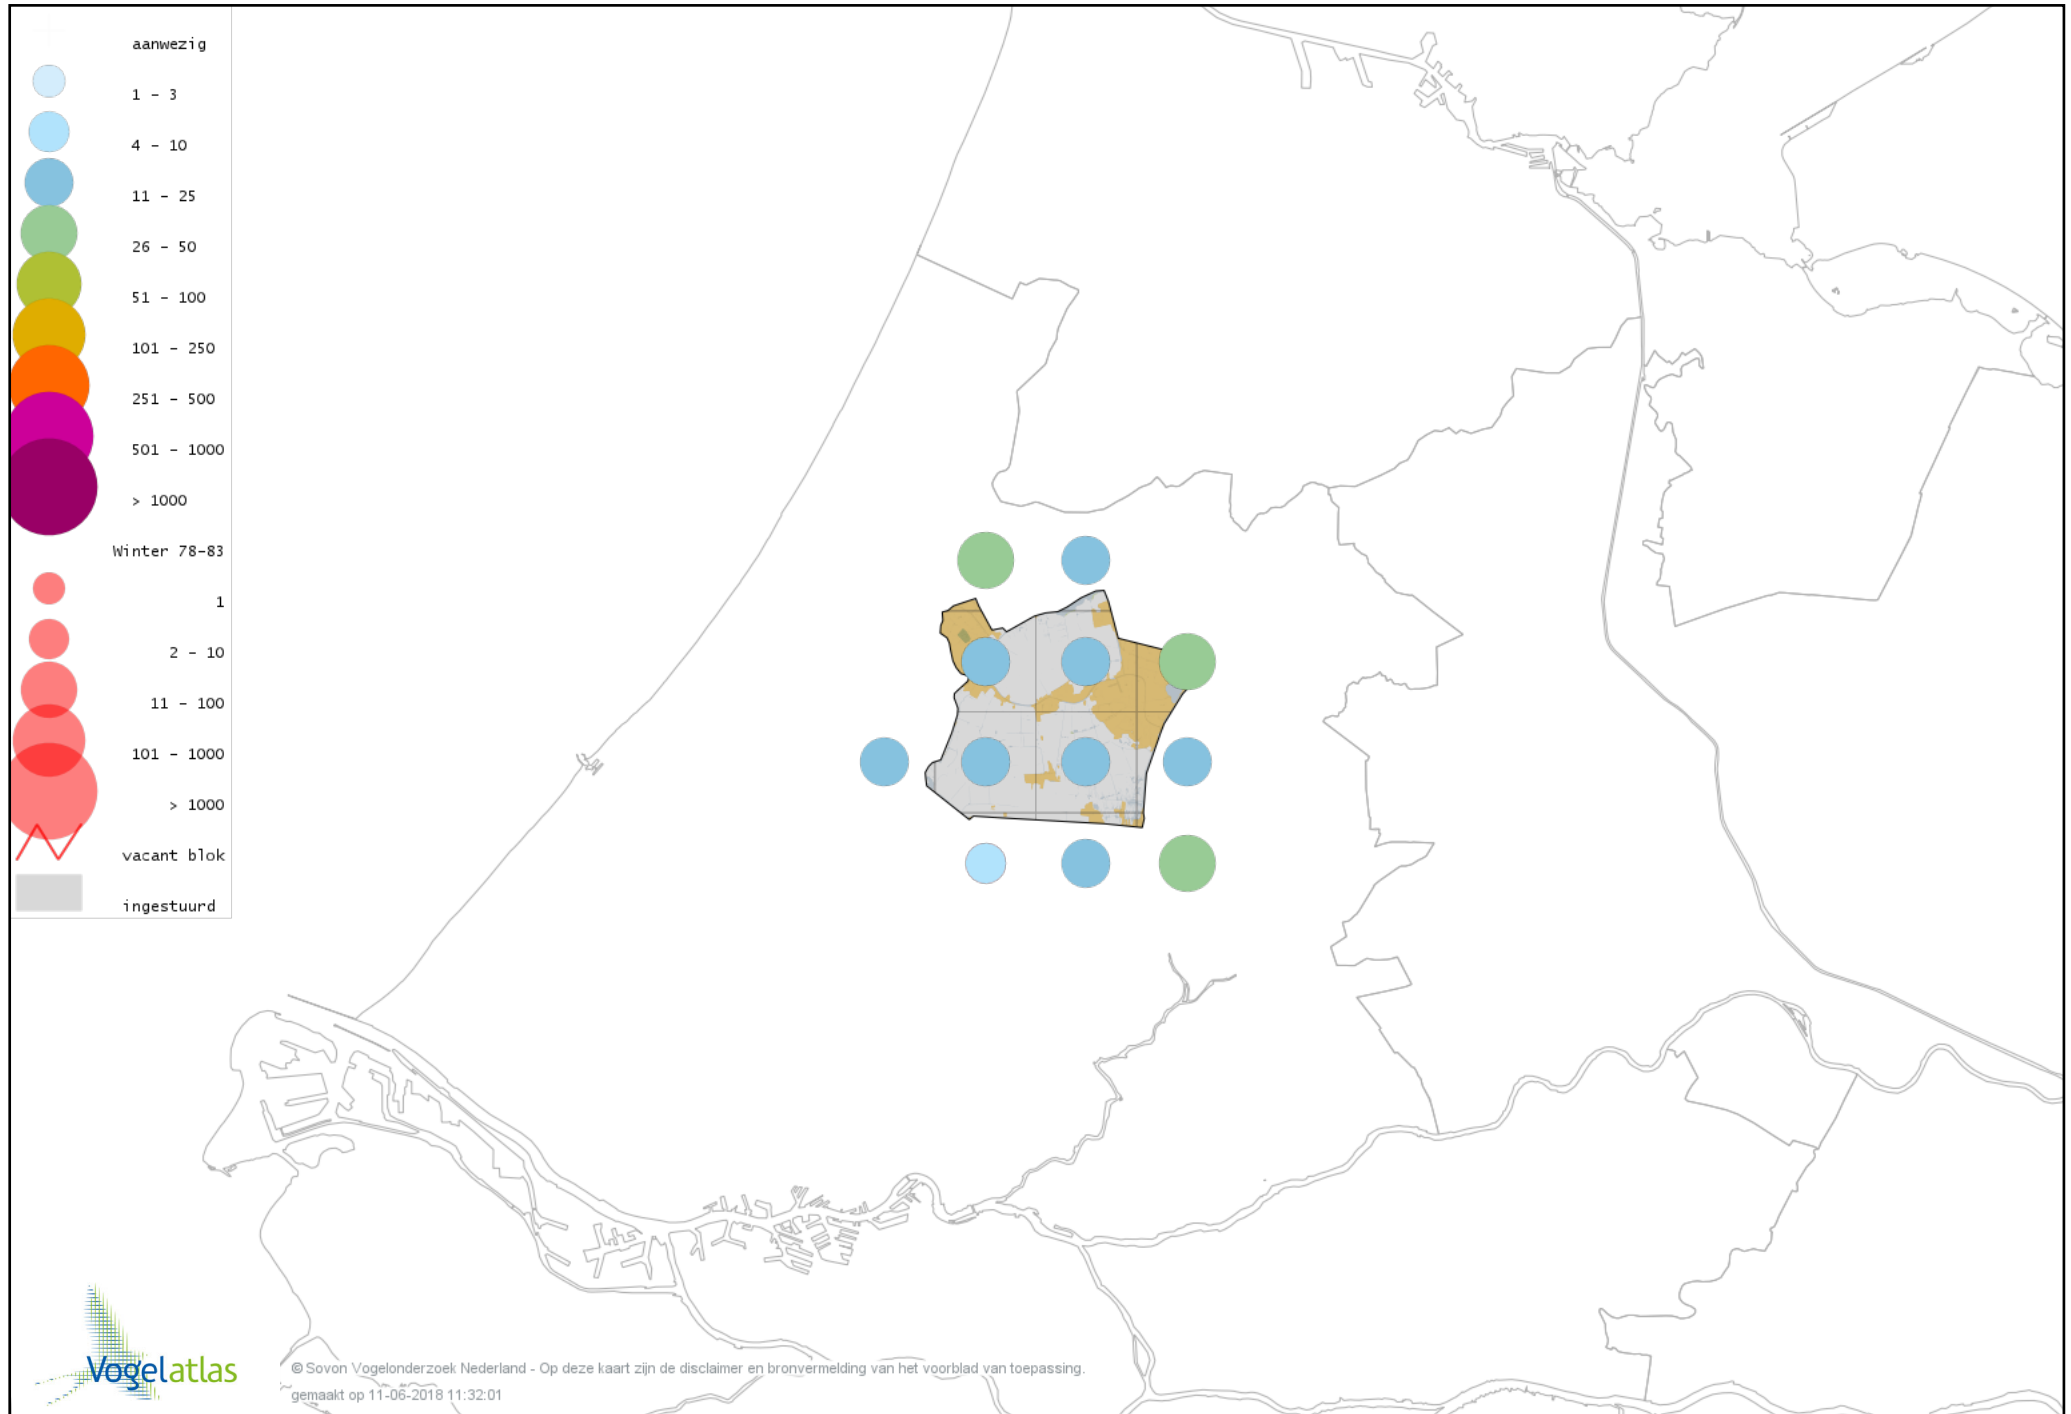 aanwezig
1 - 3
4 - 10
11 - 25
26 - 50
51 - 100
101 - 250
251 - 500
501 - 1000
> 1000
Winter 78-83
1
2 - 10
11 - 100
101 - 1000
> 1000
vacant blok
ingestuurd
Vogelatlas
© Sovon Vogelonderzoek Nederland - Op deze kaart zijn de disclaimer en bronvermelding van het voorblad van toepassing.
gemaakt op 11-06-2018 11:32:01